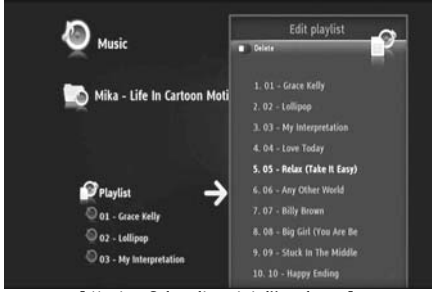 Music
Mika - Life In Cartoon Moti
Playlist
01 - Grace Kelly
02 - Lollipop
03 - My Interpretation
Edit playlist
Delete
1. 01 - Grace Kelly
2. 02 - Lollipop
3. 03 - My Interpretation
4. 04 - Love Today
5. 05 - Relax (Take It Easy)
6. 06 - Any Other World
7. 07 - Billy Brown
8. 08 - Big Girl (You Are Be
9. 09 - Stuck In The Middle
10. 10 - Happy Ending